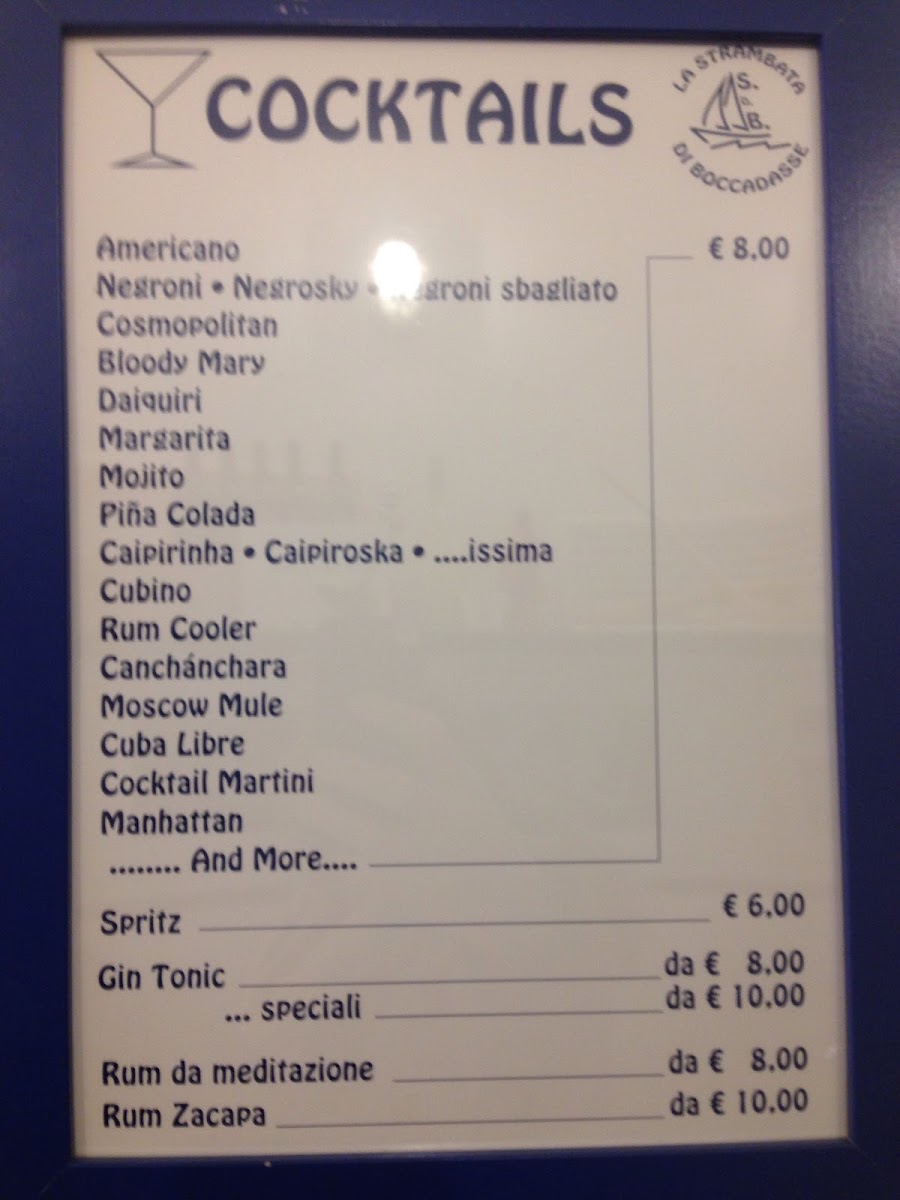 COCKTAILS
LA STRAMBATA
S. a B.
DI BOCCADASSE
Americano € 8.00
Negroni • Negrosky • Negroni sbagliato
Cosmopolitan
Bloody Mary
Daiquiri
Margarita
Mojito
Piña Colada
Caipirinha • Caipiroska • ....issima
Cubino
Rum Cooler
Canchánchara
Moscow Mule
Cuba Libre
Cocktail Martini
Manhattan
........ And More....
Spritz € 6.00
Gin Tonic da € 8.00
... speciali da € 10.00
Rum da meditazione da € 8.00
Rum Zacapa da € 10.00